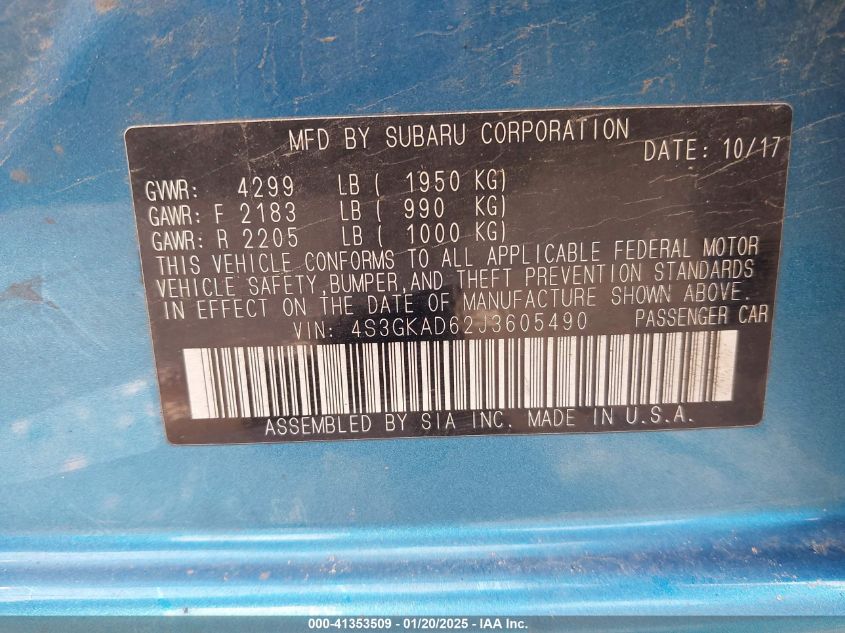 MFD BY SUBARU CORPORATION
DATE: 10/17
GVWR: 4299 LB ( 1950 KG)
GAWR: F 2183 LB ( 990 KG)
GAWR: R 2205 LB ( 1000 KG)
THIS VEHICLE CONFORMS TO ALL APPLICABLE FEDERAL MOTOR
VEHICLE SAFETY,BUMPER,AND THEFT PREVENTION STANDARDS
IN EFFECT ON THE DATE OF MANUFACTURE SHOWN ABOVE.
VIN: 4S3GKAD62J3605490 PASSENGER CAR
ASSEMBLED BY SIA INC. MADE IN U.S.A.
000-41353509 - 01/20/2025 - IAA Inc.